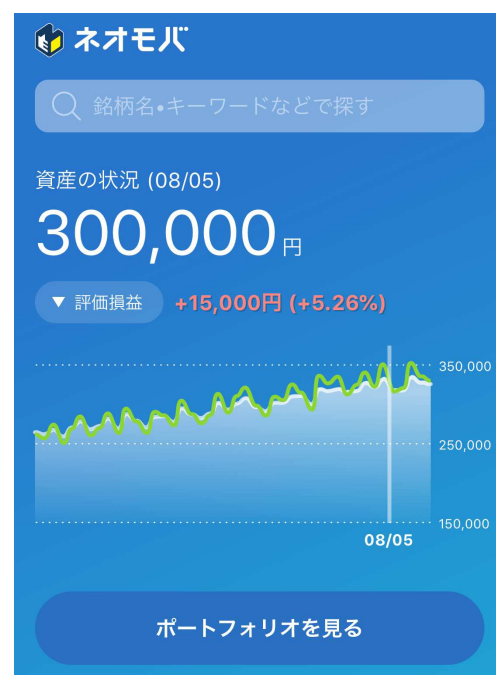 ネオモバ
銘柄名•キーワードなどで探す
資産の状況 (08/05)
300,000円
▼ 評価損益 +15,000円 (+5.26%)
350,000
250,000
150,000
08/05
ポートフォリオを見る